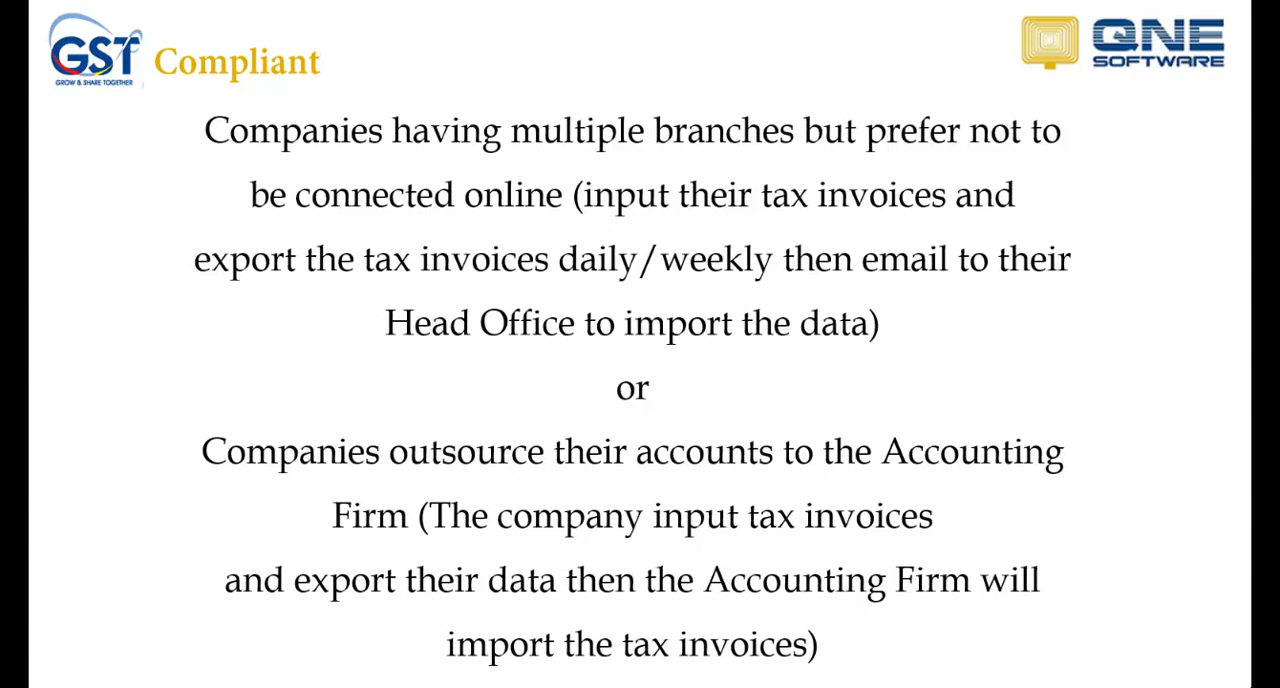 GST
GROW & SHARE TOGETHER
Compliant
QNE
SOFTWARE
Companies having multiple branches but prefer not to
be connected online (input their tax invoices and
export the tax invoices daily/weekly then email to their
Head Office to import the data)
or
Companies outsource their accounts to the Accounting
Firm (The company input tax invoices
and export their data then the Accounting Firm will
import the tax invoices)